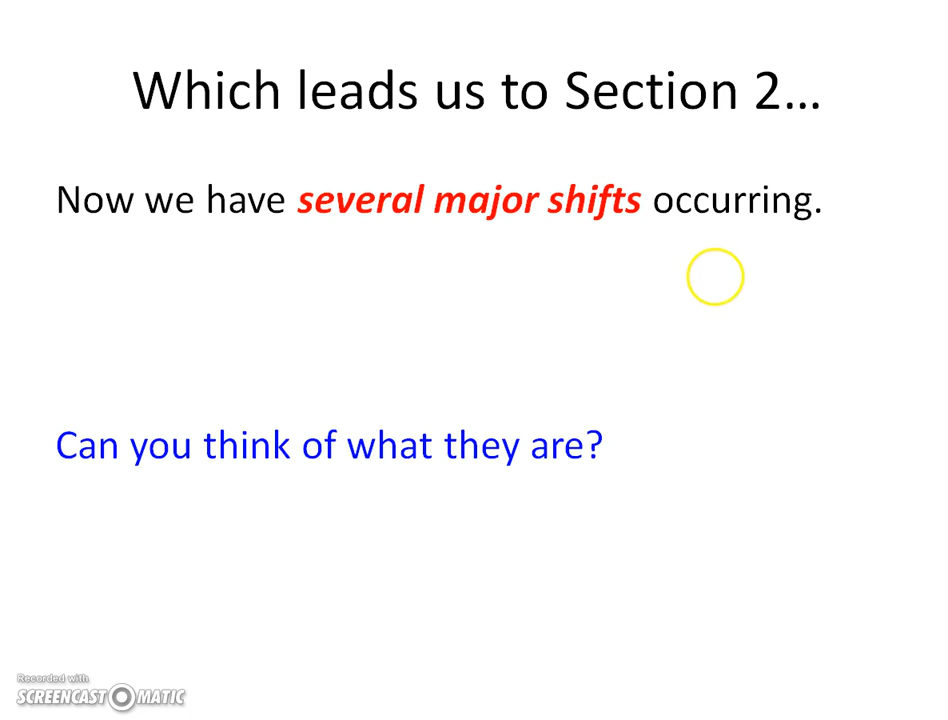 Which leads us to Section 2…
Now we have several major shifts occurring.
Can you think of what they are?
Recorded with
SCREENCAST MATIC